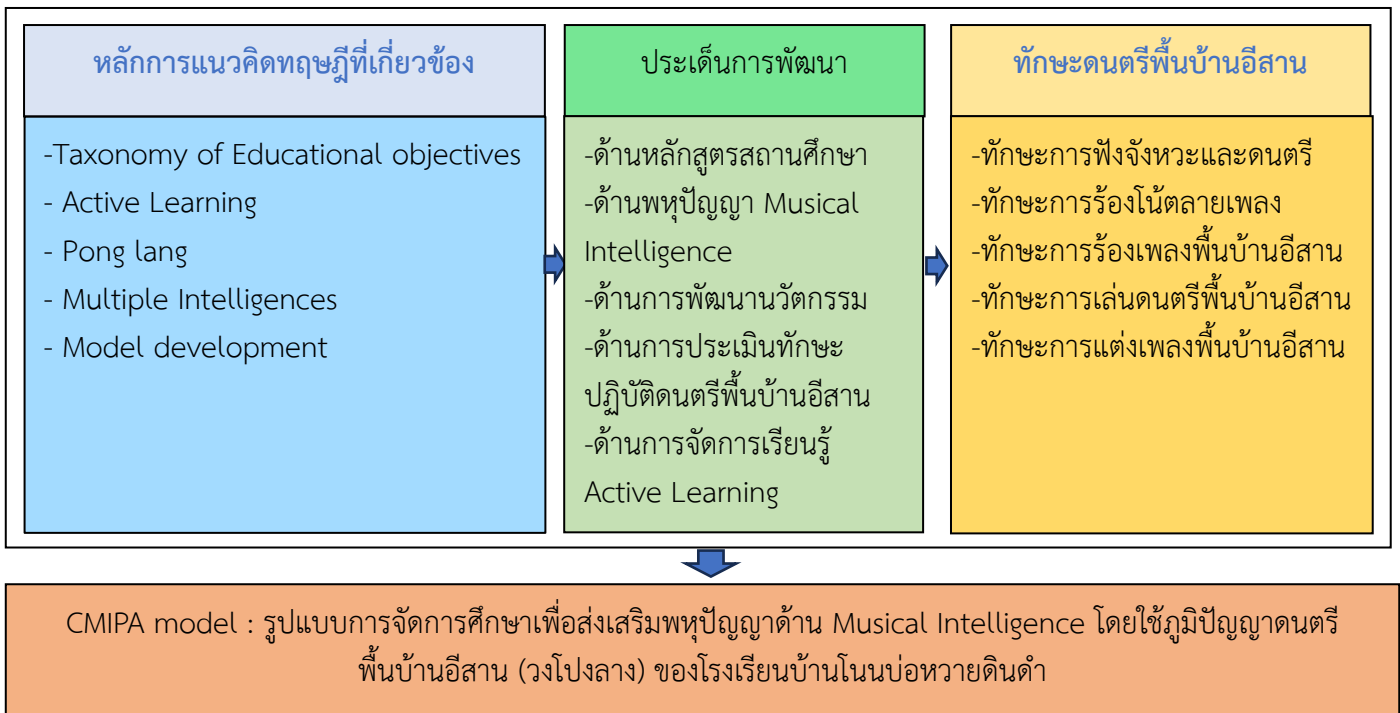 หลักการแนวคิดทฤษฎีที่เกี่ยวข้อง
-Taxonomy of Educational objectives
- Active Learning
- Pong lang
- Multiple Intelligences
- Model development
ประเด็นการพัฒนา
-ด้านหลักสูตรสถานศึกษา
-ด้านพหุปัญญา Musical
Intelligence
-ด้านการพัฒนานวัตกรรม
-ด้านการประเมินทักษะ
ปฏิบัติดนตรีพื้นบ้านอีสาน
-ด้านการจัดการเรียนรู้
Active Learning
ทักษะดนตรีพื้นบ้านอีสาน
-ทักษะการฟังจังหวะและดนตรี
-ทักษะการร้องโน้ตลายเพลง
-ทักษะการร้องเพลงพื้นบ้านอีสาน
-ทักษะการเล่นดนตรีพื้นบ้านอีสาน
-ทักษะการแต่งเพลงพื้นบ้านอีสาน
CMIPA model : รูปแบบการจัดการศึกษาเพื่อส่งเสริมพหุปัญญาด้าน Musical Intelligence โดยใช้ภูมิปัญญาดนตรี
พื้นบ้านอีสาน (วงโปงลาง) ของโรงเรียนบ้านโนนบ่อหวายดินดำ